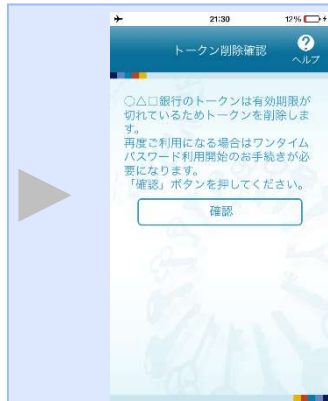 21:30 12%
トークン削除確認
ヘルプ
○△□銀行のトークンは有効期限が
切れているためトークンを削除しま
す。
再度ご利用になる場合はワンタイム
パスワード利用開始のお手続きが必
要になります。
「確認」ボタンを押してください。
確認